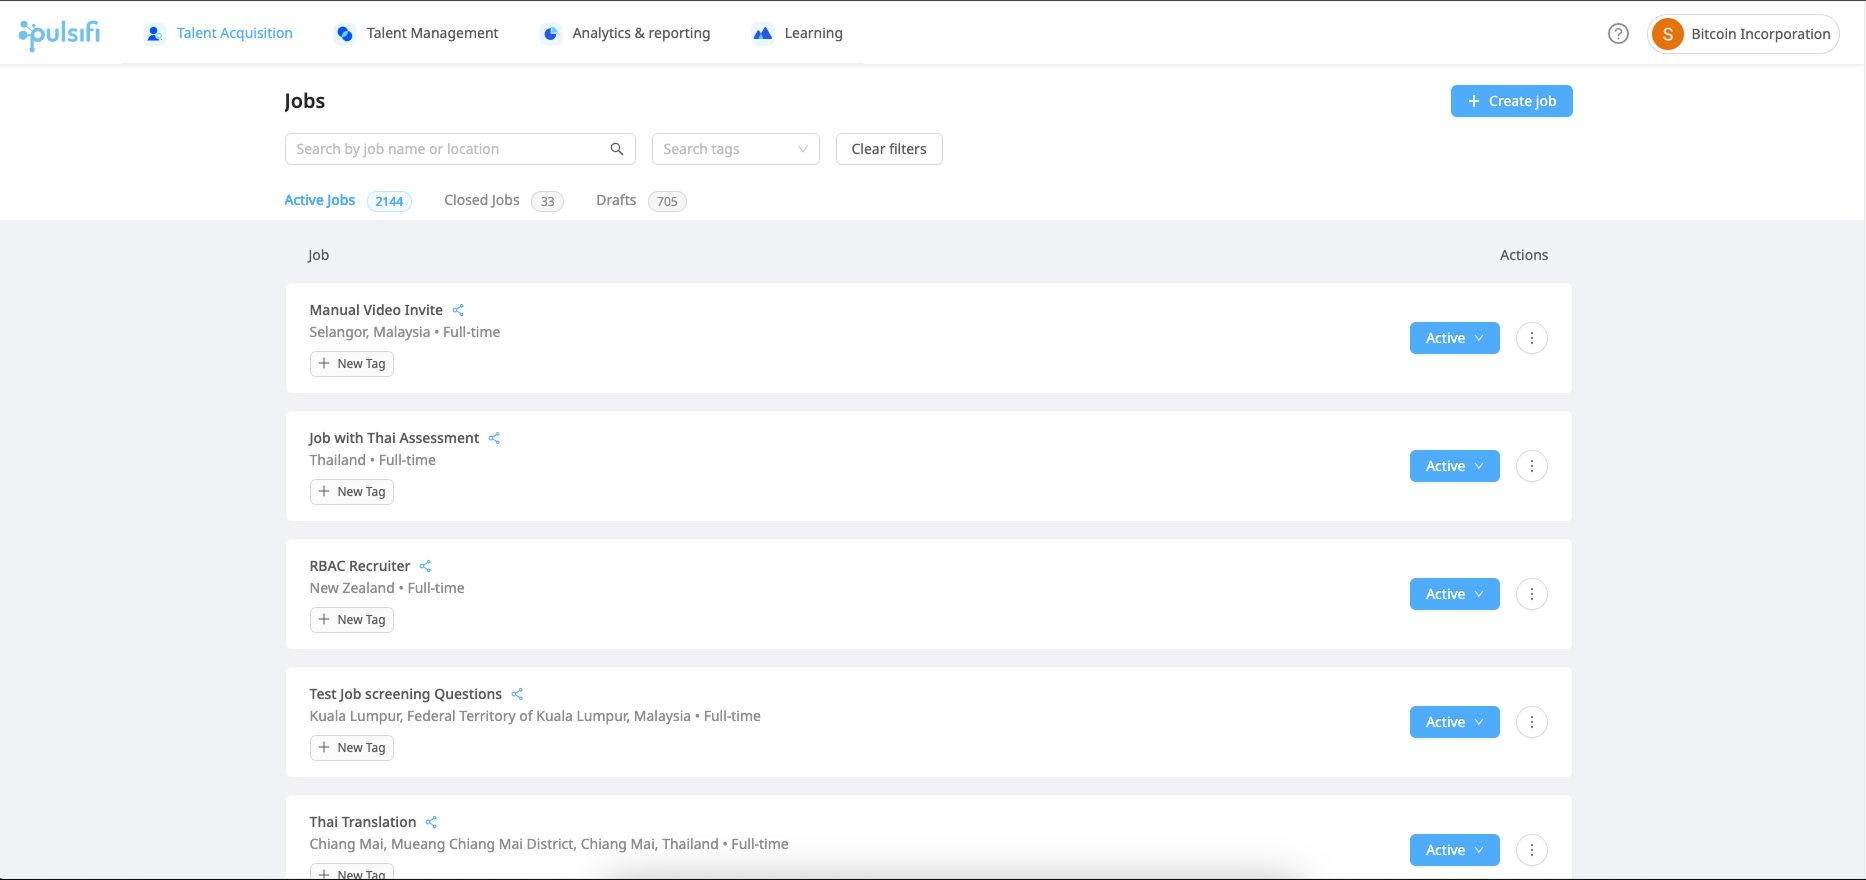 pulsifi
Talent Acquisition
Talent Management
Analytics & reporting
Learning
?
S
Bitcoin Incorporation
Jobs
+ Create job
Search by job name or location
Search tags
Clear filters
Active Jobs 2144
Closed Jobs 33
Drafts 705
Job
Actions
Manual Video Invite
Selangor, Malaysia • Full-time
+ New Tag
Active
Job with Thai Assessment
Thailand • Full-time
+ New Tag
Active
RBAC Recruiter
New Zealand • Full-time
+ New Tag
Active
Test Job screening Questions
Kuala Lumpur, Federal Territory of Kuala Lumpur, Malaysia • Full-time
+ New Tag
Active
Thai Translation
Chiang Mai, Mueang Chiang Mai District, Chiang Mai, Thailand • Full-time
+ New Tag
Active